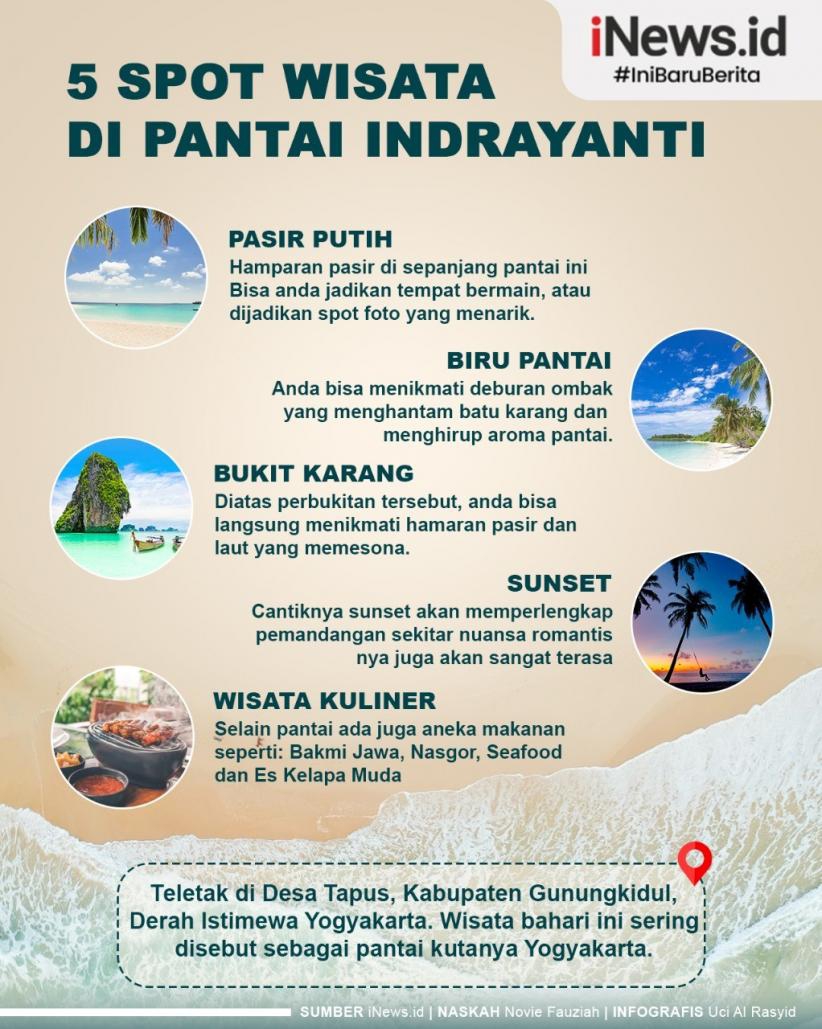 iNews.id
#IniBaruBerita
5 SPOT WISATA
DI PANTAI INDRAYANTI
PASIR PUTIH
Hamparan pasir di sepanjang pantai ini
Bisa anda jadikan tempat bermain, atau
dijadikan spot foto yang menarik.
BIRU PANTAI
Anda bisa menikmati deburan ombak
yang menghantam batu karang dan
menghirup aroma pantai.
BUKIT KARANG
Diatas perbukitan tersebut, anda bisa
langsung menikmati hamaran pasir dan
laut yang memesona.
SUNSET
Cantiknya sunset akan memperlengkap
pemandangan sekitar nuansa romantis
nya juga akan sangat terasa
WISATA KULINER
Selain pantai ada juga aneka makanan
seperti: Bakmi Jawa, Nasgor, Seafood
dan Es Kelapa Muda
Teletak di Desa Tapus, Kabupaten Gunungkidul,
Derah Istimewa Yogyakarta. Wisata bahari ini sering
disebut sebagai pantai kutanya Yogyakarta.
SUMBER iNews.id | NASKAH Novie Fauziah | INFOGRAFIS Uci Al Rasyid